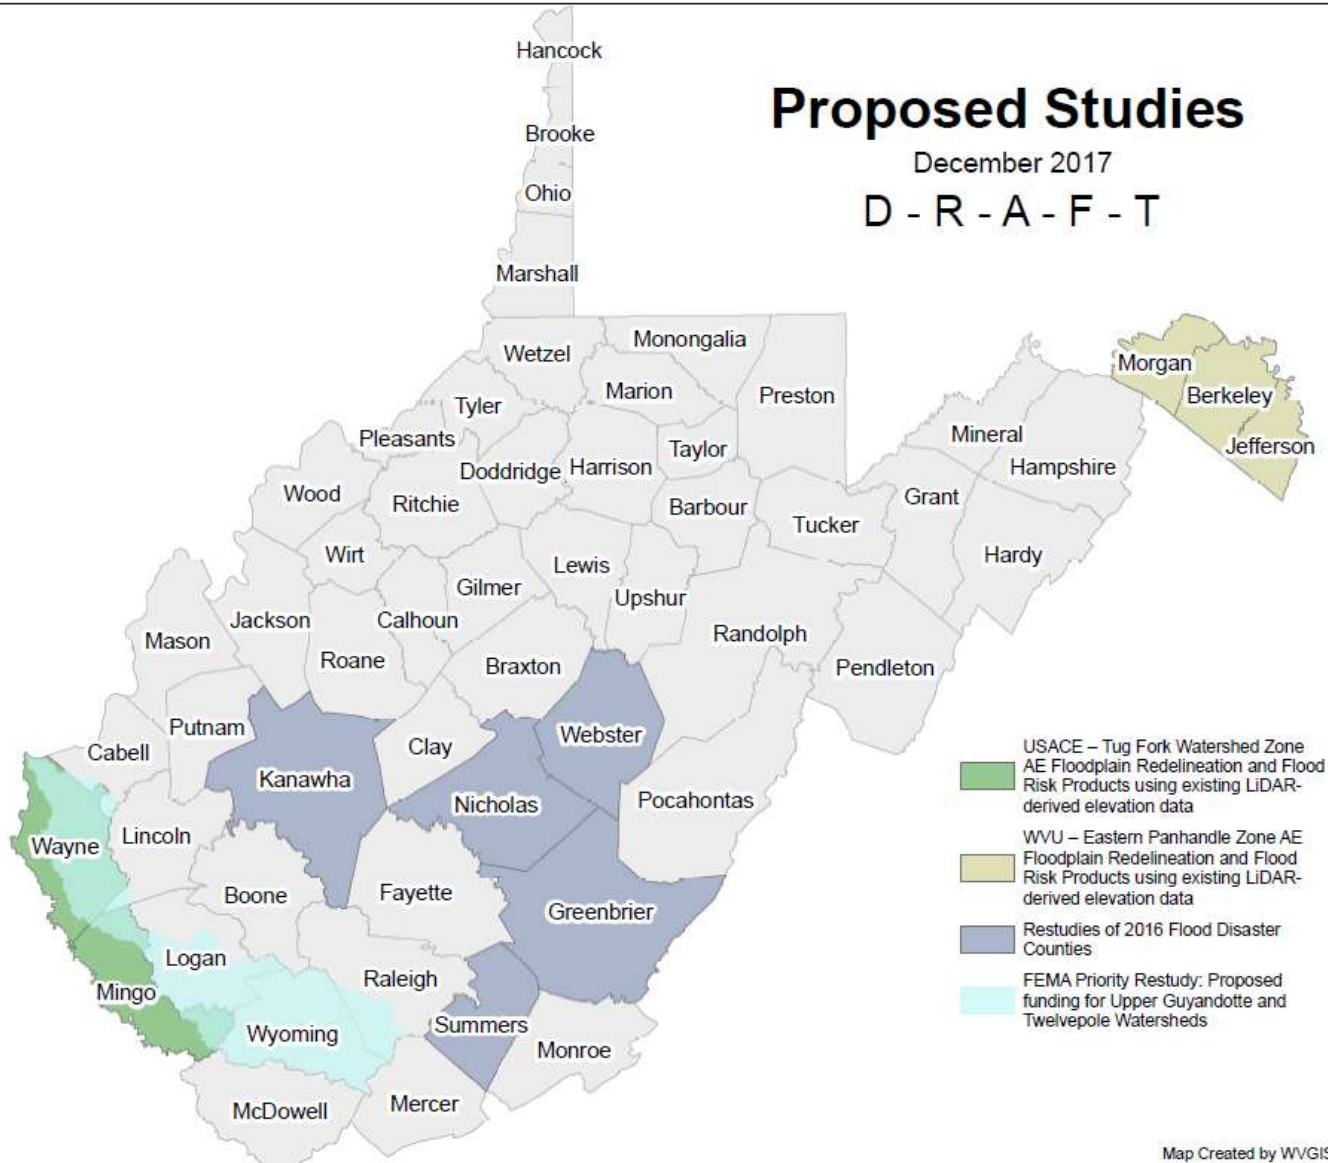 Proposed Studies
December 2017
D - R - A - F - T
Hancock
Brooke
Ohio
Marshall
Wetzel
Monongalia
Marion
Preston
Morgan
Berkeley
Jefferson
Tyler
Pleasants
Doddridge
Harrison
Taylor
Mineral
Hampshire
Wood
Ritchie
Barbour
Grant
Tucker
Wirt
Lewis
Hardy
Gilmer
Upshur
Jackson
Calhoun
Mason
Roane
Randolph
Braxton
Pendleton
Putnam
Cabell
Clay
Webster
Kanawha
Nicholas
Pocahontas
Wayne
Lincoln
Boone
Fayette
Greenbrier
Logan
Raleigh
Mingo
Wyoming
Summers
Monroe
McDowell
Mercer
USACE – Tug Fork Watershed Zone
AE Floodplain Redelineation and Flood
Risk Products using existing LiDAR-
derived elevation data
WVU – Eastern Panhandle Zone AE
Floodplain Redelineation and Flood
Risk Products using existing LiDAR-
derived elevation data
Restudies of 2016 Flood Disaster
Counties
FEMA Priority Restudy: Proposed
funding for Upper Guyandotte and
Twelvepole Watersheds
Map Created by WVGIS